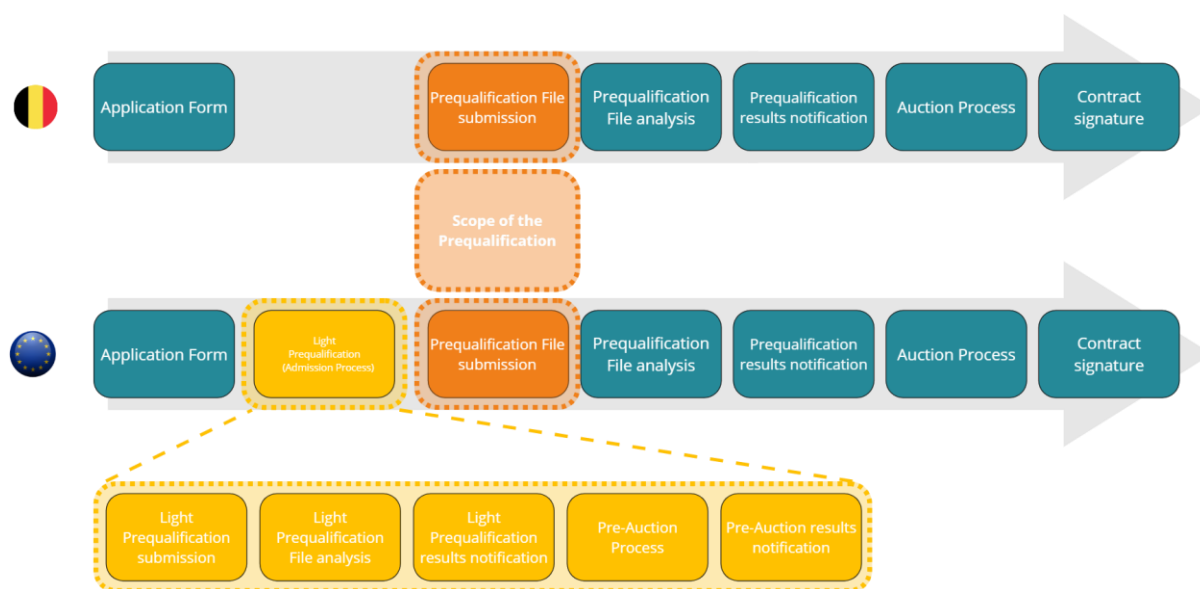 Application Form
Prequalification File
submission
Prequalification
File analysis
Prequalification
results notification
Auction Process
Contract
signature
Scope of the
Prequalification
Application Form
Light
Prequalification
(Admission Process)
Prequalification File
submission
Prequalification
File analysis
Prequalification
results notification
Auction Process
Contract
signature
Light
Prequalification
submission
Light
Prequalification
File analysis
Light
Prequalification
results notification
Pre-Auction
Process
Pre-Auction results
notification